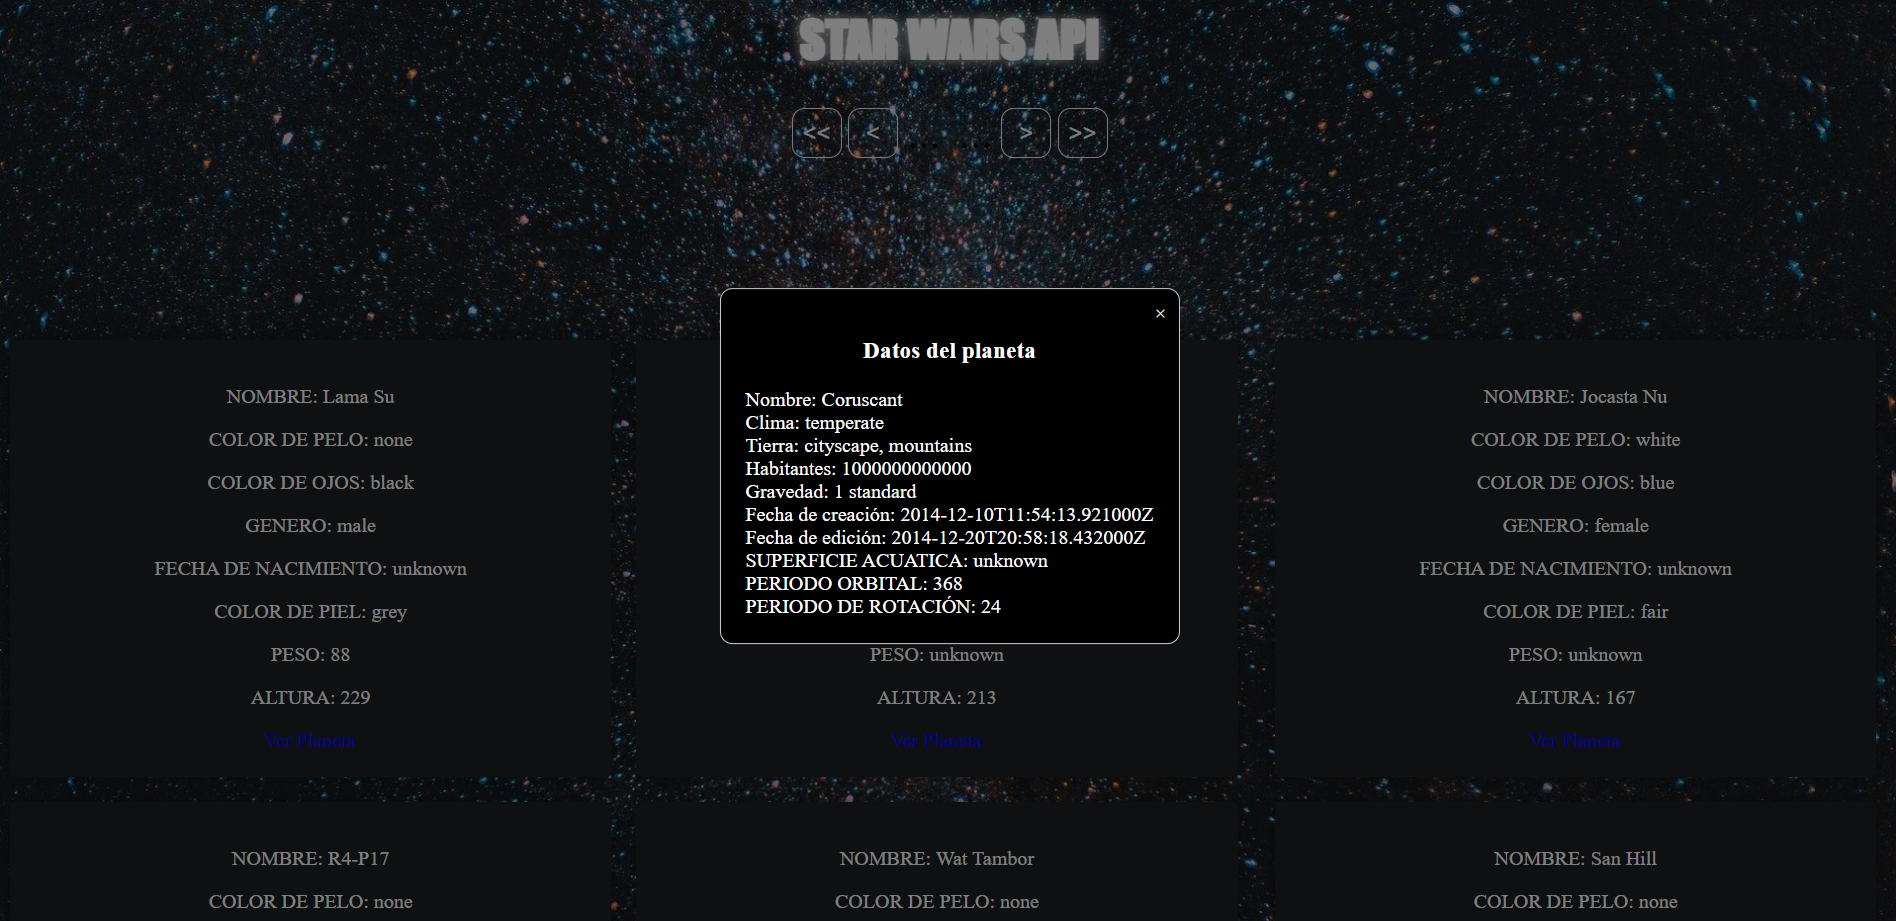 STAR WARS API
<< < ... ... > >>
×
Datos del planeta
Nombre: Coruscant
Clima: temperate
Tierra: cityscape, mountains
Habitantes: 1000000000000
Gravedad: 1 standard
Fecha de creación: 2014-12-10T11:54:13.921000Z
Fecha de edición: 2014-12-20T20:58:18.432000Z
SUPERFICIE ACUATICA: unknown
PERIODO ORBITAL: 368
PERIODO DE ROTACIÓN: 24
NOMBRE: Lama Su
COLOR DE PELO: none
COLOR DE OJOS: black
GENERO: male
FECHA DE NACIMIENTO: unknown
COLOR DE PIEL: grey
PESO: 88
ALTURA: 229
Ver Planeta
PESO: unknown
ALTURA: 213
Ver Planeta
NOMBRE: Jocasta Nu
COLOR DE PELO: white
COLOR DE OJOS: blue
GENERO: female
FECHA DE NACIMIENTO: unknown
COLOR DE PIEL: fair
PESO: unknown
ALTURA: 167
Ver Planeta
NOMBRE: R4-P17
COLOR DE PELO: none
NOMBRE: Wat Tambor
COLOR DE PELO: none
NOMBRE: San Hill
COLOR DE PELO: none